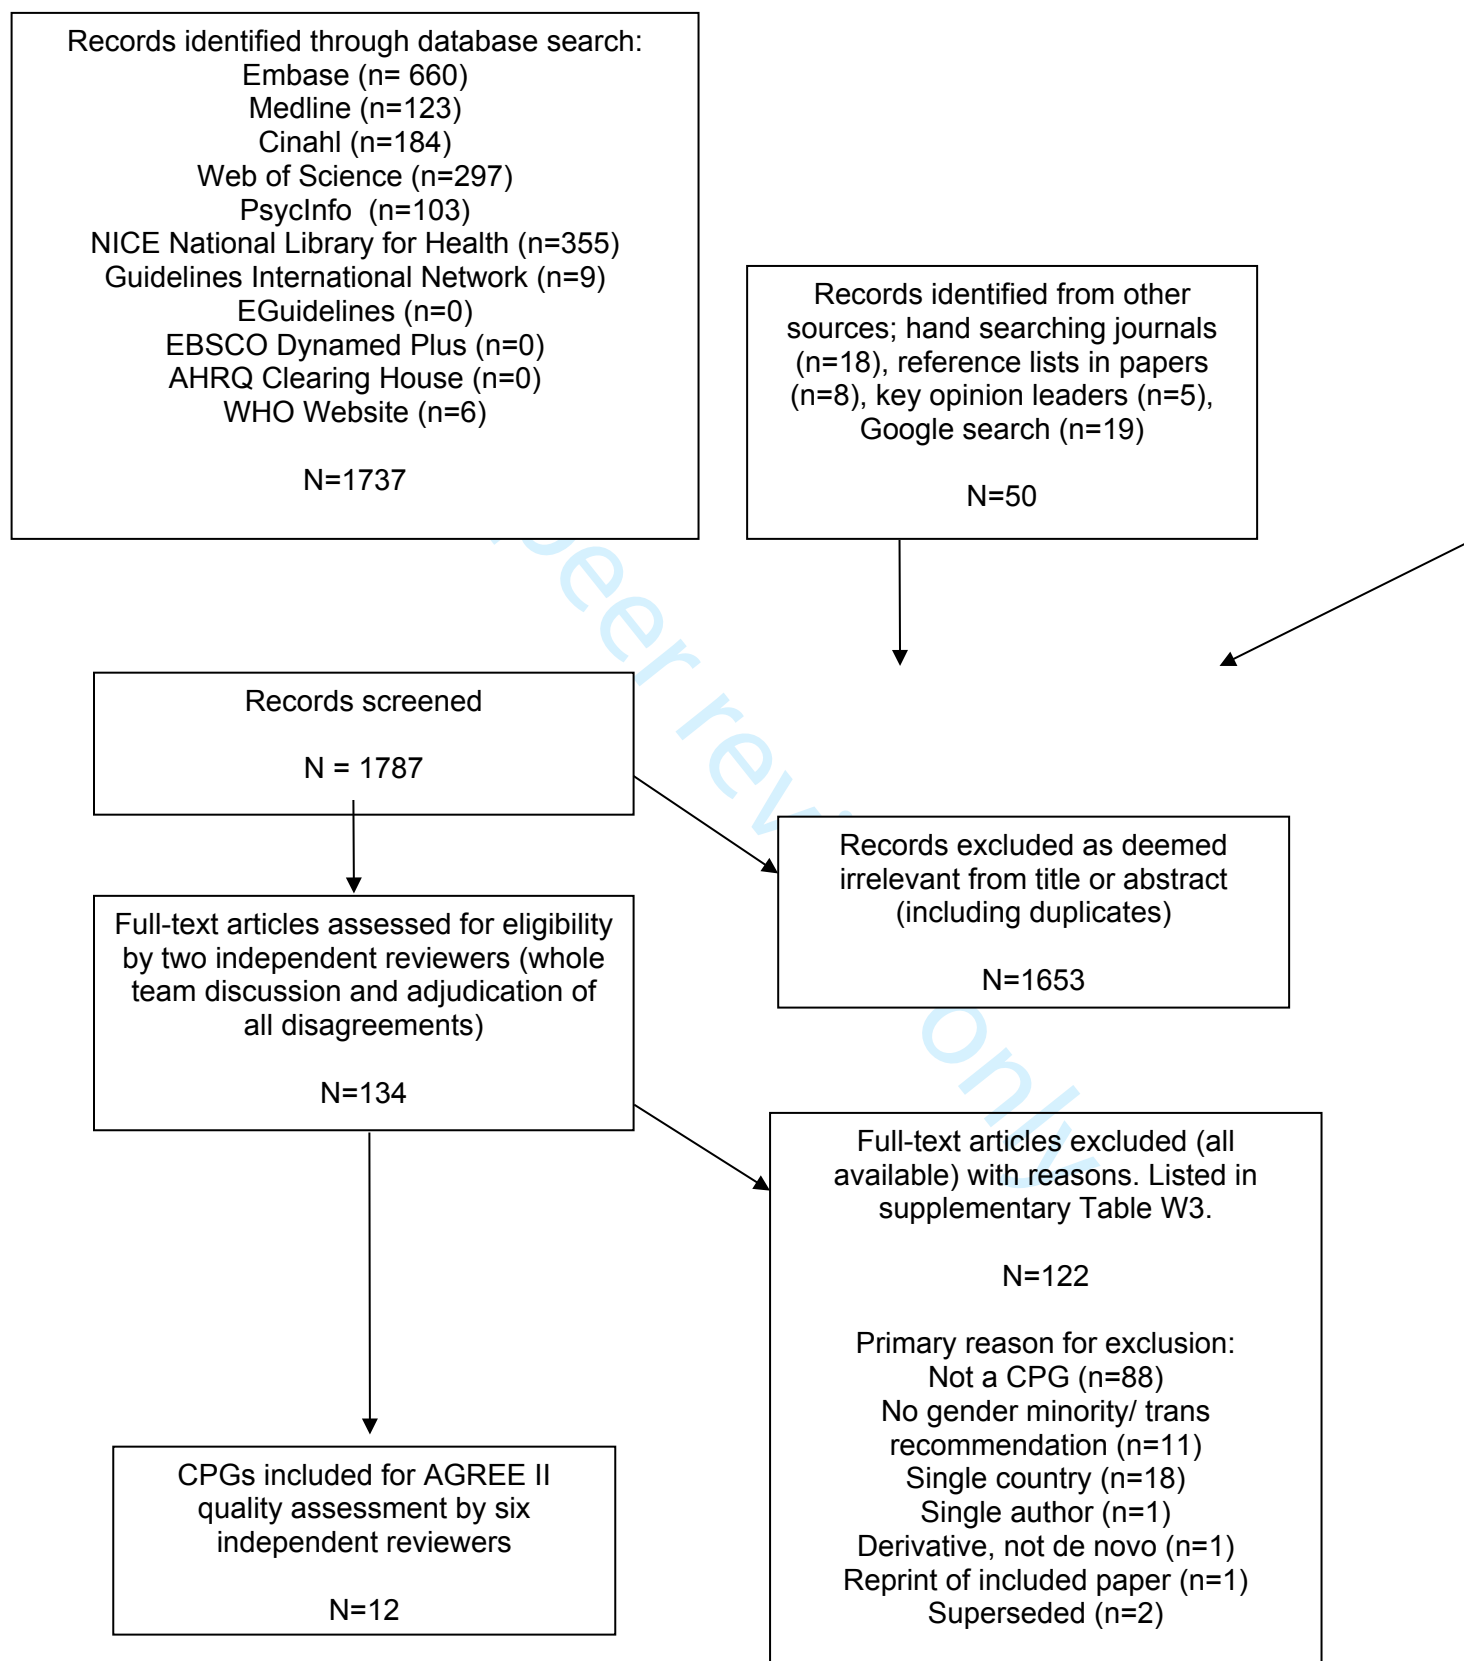 Records identified through database search:
Embase (n= 660)
Medline (n=123)
Cinahl (n=184)
Web of Science (n=297)
PsycInfo  (n=103)
NICE National Library for Health (n=355)
Guidelines International Network (n=9)
EGuidelines (n=0)
EBSCO Dynamed Plus (n=0)
AHRQ Clearing House (n=0)
WHO Website (n=6)
N=1737
Records identified from other
sources; hand searching journals
(n=18), reference lists in papers
(n=8), key opinion leaders (n=5),
Google search (n=19)
N=50
Records screened
N = 1787
Records excluded as deemed
irrelevant from title or abstract
(including duplicates)
N=1653
Full-text articles assessed for eligibility
by two independent reviewers (whole
team discussion and adjudication of
all disagreements)
N=134
Full-text articles excluded (all
available) with reasons. Listed in
supplementary Table W3.
N=122
Primary reason for exclusion:
Not a CPG (n=88)
No gender minority/ trans
recommendation (n=11)
Single country (n=18)
Single author (n=1)
Derivative, not de novo (n=1)
Reprint of included paper (n=1)
Superseded (n=2)
CPGs included for AGREE II
quality assessment by six
independent reviewers
N=12
peer
only